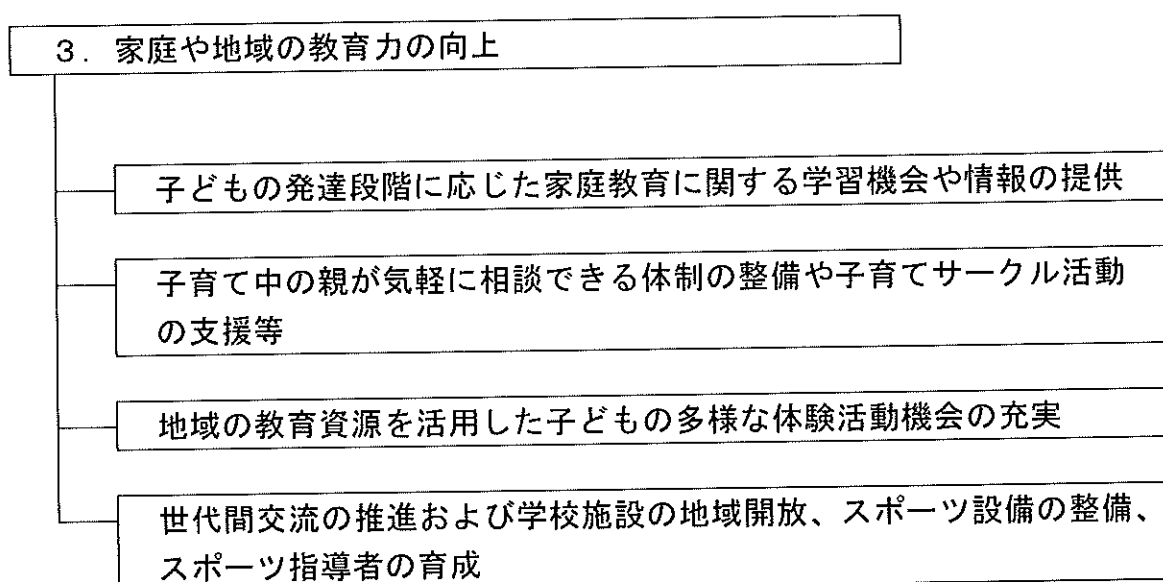 3. 家庭や地域の教育力の向上
子どもの発達段階に応じた家庭教育に関する学習機会や情報の提供
子育て中の親が気軽に相談できる体制の整備や子育てサークル活動
の支援等
地域の教育資源を活用した子どもの多様な体験活動機会の充実
世代間交流の推進および学校施設の地域開放、スポーツ設備の整備、
スポーツ指導者の育成